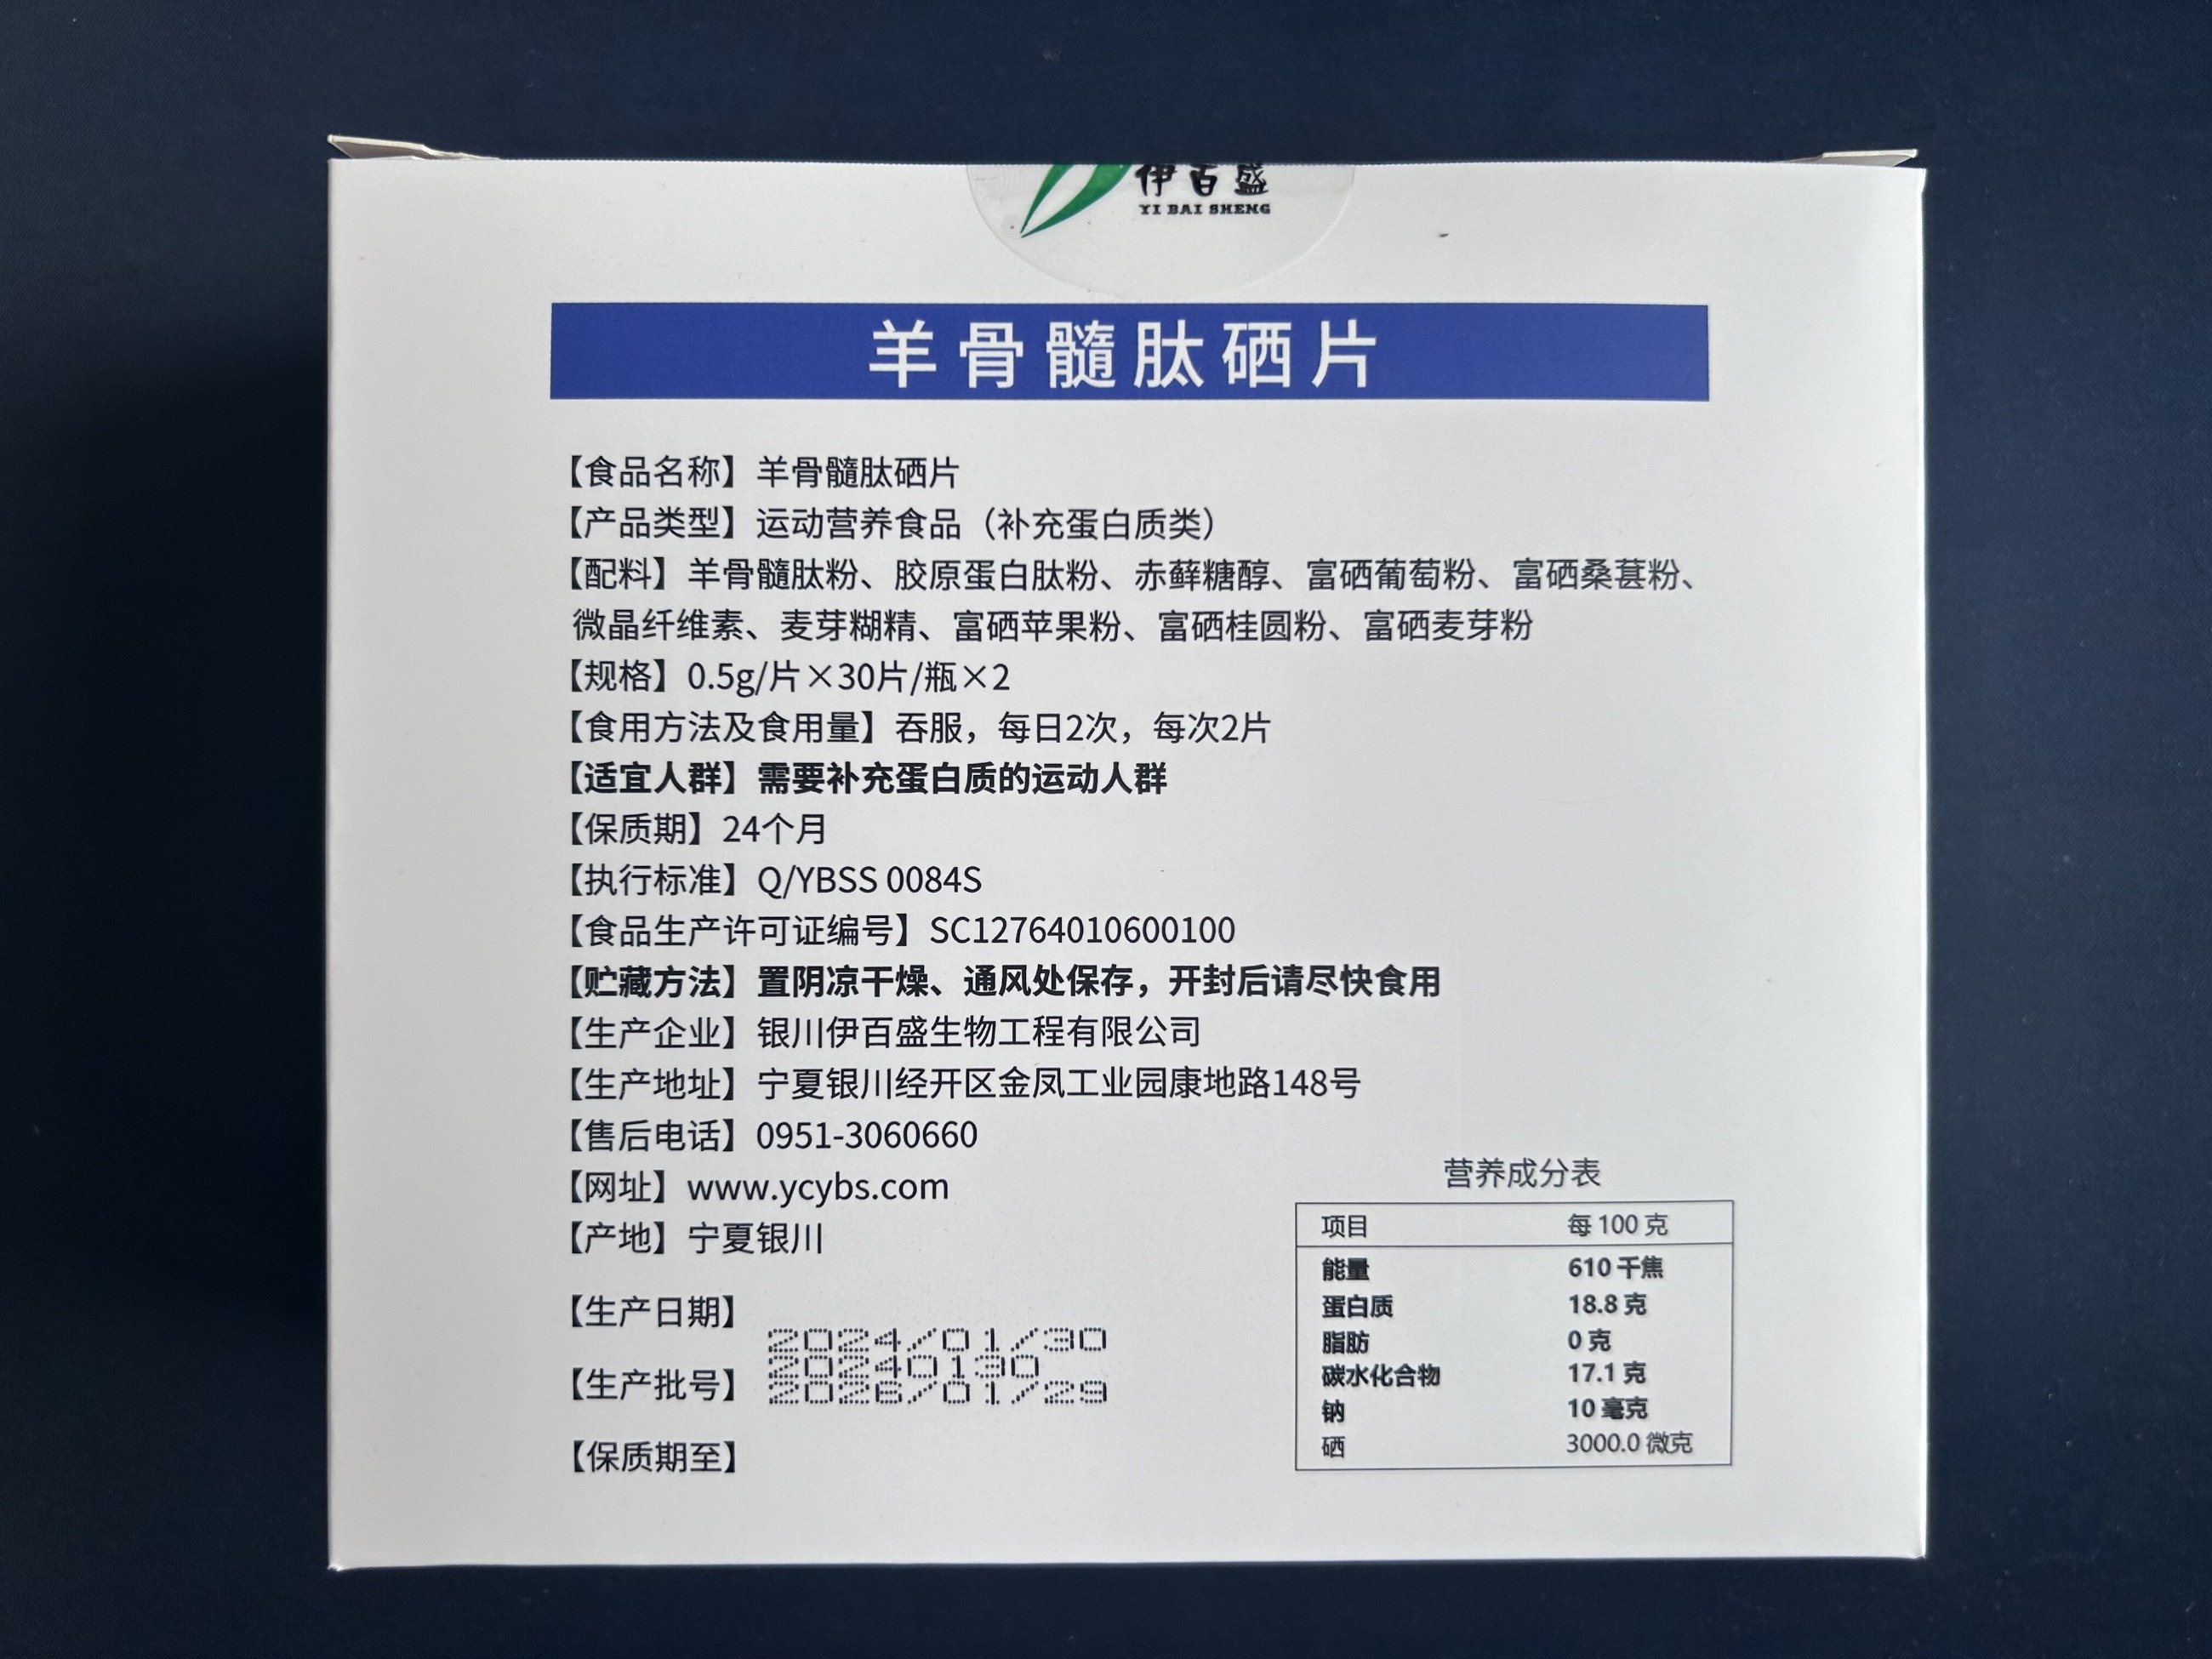 伊百盛
YI BAI SHENG
羊骨髓肽硒片
【食品名称】羊骨髓肽硒片
【产品类型】运动营养食品（补充蛋白质类）
【配料】羊骨髓肽粉、胶原蛋白肽粉、赤藓糖醇、富硒葡萄粉、富硒桑葚粉、
微晶纤维素、麦芽糊精、富硒苹果粉、富硒桂圆粉、富硒麦芽粉
【规格】0.5g/片×30片/瓶×2
【食用方法及食用量】吞服，每日2次，每次2片
【适宜人群】需要补充蛋白质的运动人群
【保质期】24个月
【执行标准】Q/YBSS 0084S
【食品生产许可证编号】SC12764010600100
【贮藏方法】置阴凉干燥、通风处保存，开封后请尽快食用
【生产企业】银川伊百盛生物工程有限公司
【生产地址】宁夏银川经开区金凤工业园康地路148号
【售后电话】0951-3060660
【网址】www.ycybs.com
【产地】宁夏银川
【生产日期】
2024/01/30
20240130
【生产批号】
2026/01/29
【保质期至】
营养成分表
项目 每 100 克
能量 610 千焦
蛋白质 18.8 克
脂肪 0 克
碳水化合物 17.1 克
钠 10 毫克
硒 3000.0 微克